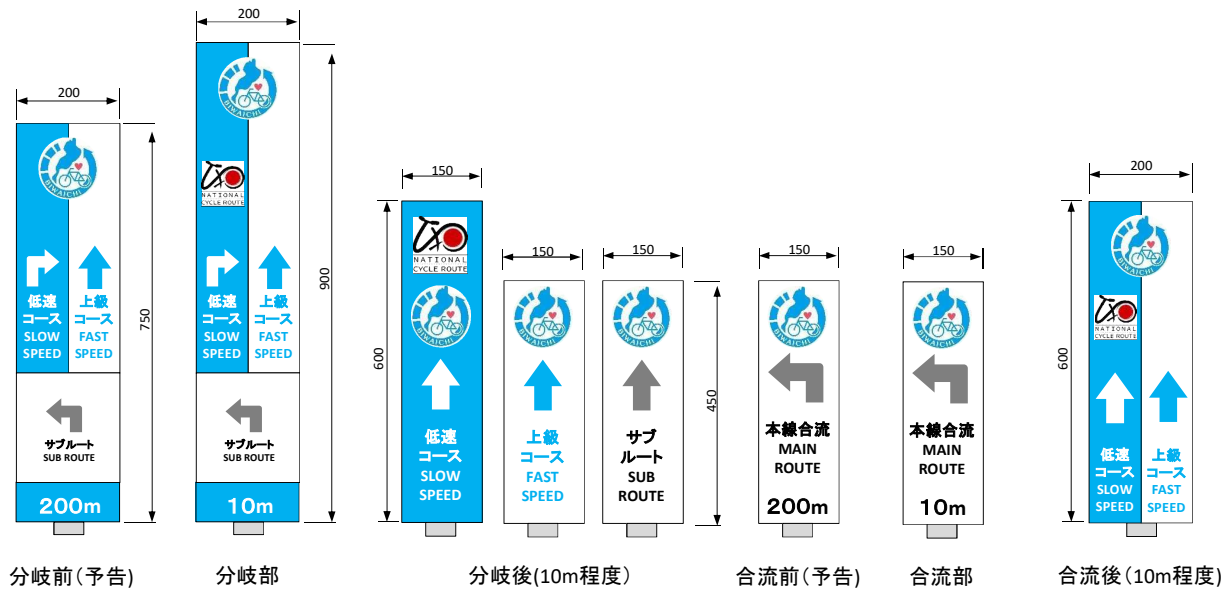 200
BIWAICHI
低速
コース
SLOW
SPEED
上級
コース
FAST
SPEED
サブルート
SUB ROUTE
200m
750
分岐前(予告)
200
BIWAICHI
NATIONAL
CYCLE ROUTE
低速
コース
SLOW
SPEED
上級
コース
FAST
SPEED
サブルート
SUB ROUTE
10m
900
分岐部
150
600
NATIONAL
CYCLE ROUTE
BIWAICHI
低速
コース
SLOW
SPEED
150
BIWAICHI
上級
コース
FAST
SPEED
150
BIWAICHI
サブ
ルート
SUB
ROUTE
450
分岐後(10m程度)
150
BIWAICHI
本線合流
MAIN
ROUTE
200m
合流前(予告)
150
BIWAICHI
本線合流
MAIN
ROUTE
10m
合流部
200
600
BIWAICHI
NATIONAL
CYCLE ROUTE
低速
コース
SLOW
SPEED
上級
コース
FAST
SPEED
合流後(10m程度)